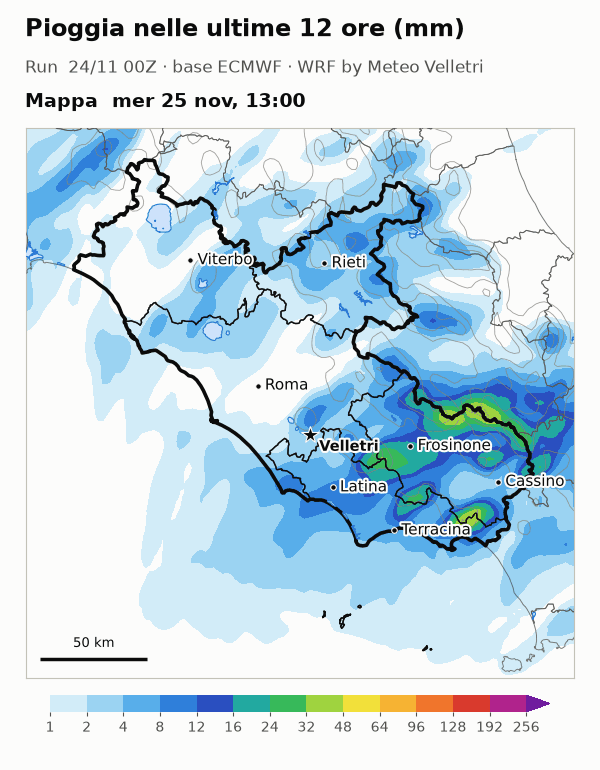 Pioggia nelle ultime 12 ore (mm)
Run  24/11 00Z · base ECMWF · WRF by Meteo Velletri
Mappa  mer 25 nov, 13:00
Viterbo
Rieti
Roma
Velletri
Frosinone
Latina
Cassino
Terracina
50 km
1 2 4 8 12 16 24 32 48 64 96 128 192 256